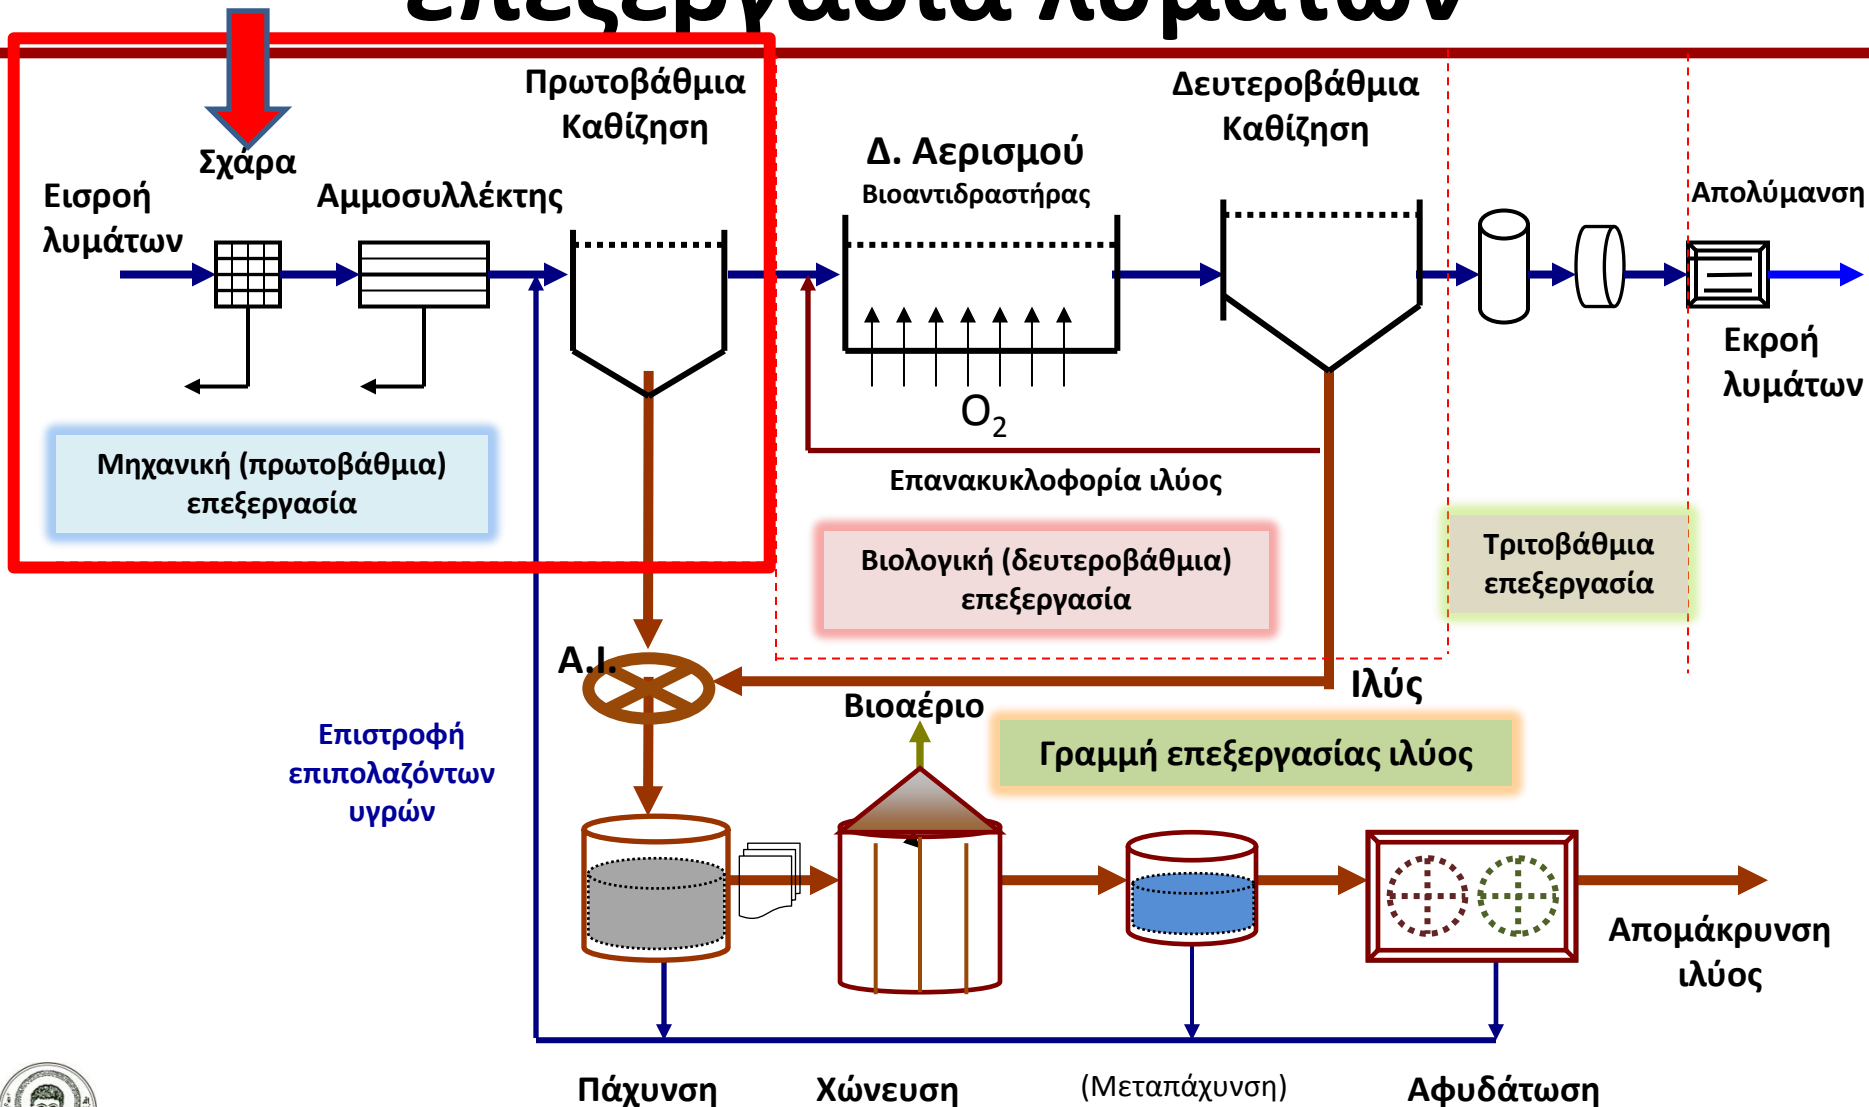 επεξεργασία λυμάτων
Πρωτοβάθμια
Καθίζηση
Δευτεροβάθμια
Καθίζηση
Σχάρα
Δ. Αερισμού
Βιοαντιδραστήρας
Εισροή
λυμάτων
Αμμοσυλλέκτης
Απολύμανση
Εκροή
λυμάτων
O2
Μηχανική (πρωτοβάθμια)
επεξεργασία
Επανακυκλοφορία ιλύος
Βιολογική (δευτεροβάθμια)
επεξεργασία
Τριτοβάθμια
επεξεργασία
Α.Ι.
Ιλύς
Βιοαέριο
Επιστροφή
επιπολαζόντων
υγρών
Γραμμή επεξεργασίας ιλύος
Απομάκρυνση
ιλύος
Πάχυνση
Χώνευση
(Μεταπάχυνση)
Αφυδάτωση